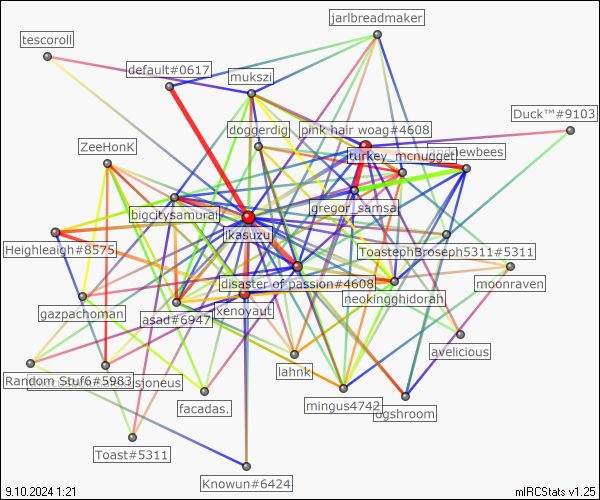 jarlbreadmaker
tescoroll
default#0617
mukszi
Duck™#9103
doggerdig
pink hair woag#4608
ZeeHonK
turkey_mcnugget
newbees
bigcitysamurai
gregor_samsa
ikasuzu
Heighleaigh#8575
Toasteph3roseph5311#5311
moonraven
disaster of passion#4608
neokingghidorah
gazpachoman
asad#6947
xenoyaut
avelicious
lahnk
Random Stuf6#5983
sjoneus
facadas.
mingus4742
ogshroom
Toast#5311
Knowun#6424
9.10.2024 1:21
mIRCStats v1.25